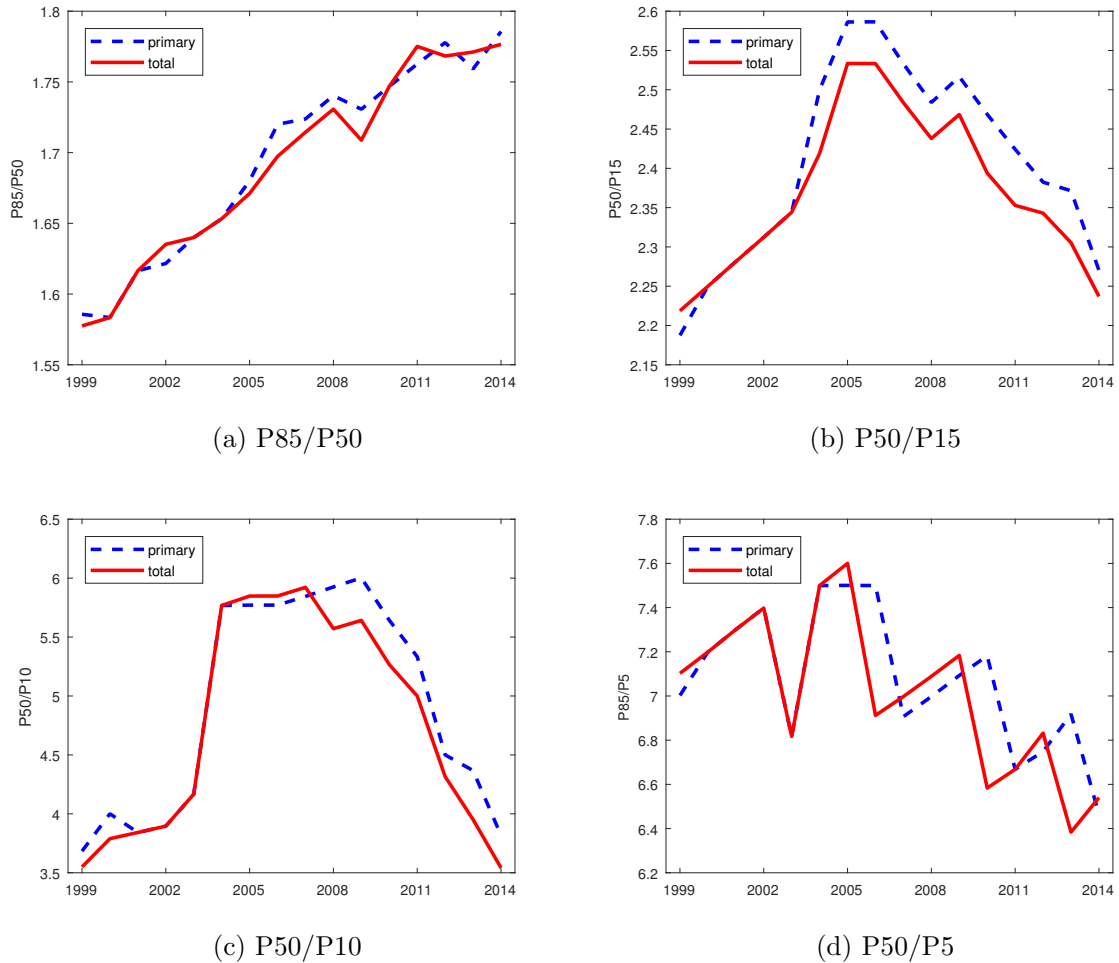 1.8
1.75
1.7
1.65
1.6
1.55
P85/P50
primary
total
1999 2002 2005 2008 2011 2014
(a) P85/P50
2.6
2.55
2.5
2.45
2.4
2.35
2.3
2.25
2.2
2.15
P50/P15
primary
total
1999 2002 2005 2008 2011 2014
(b) P50/P15
6.5
6
5.5
5
4.5
4
3.5
P50/P10
primary
total
1999 2002 2005 2008 2011 2014
(c) P50/P10
7.8
7.6
7.4
7.2
7
6.8
6.6
6.4
6.2
P85/P5
primary
total
1999 2002 2005 2008 2011 2014
(d) P50/P5